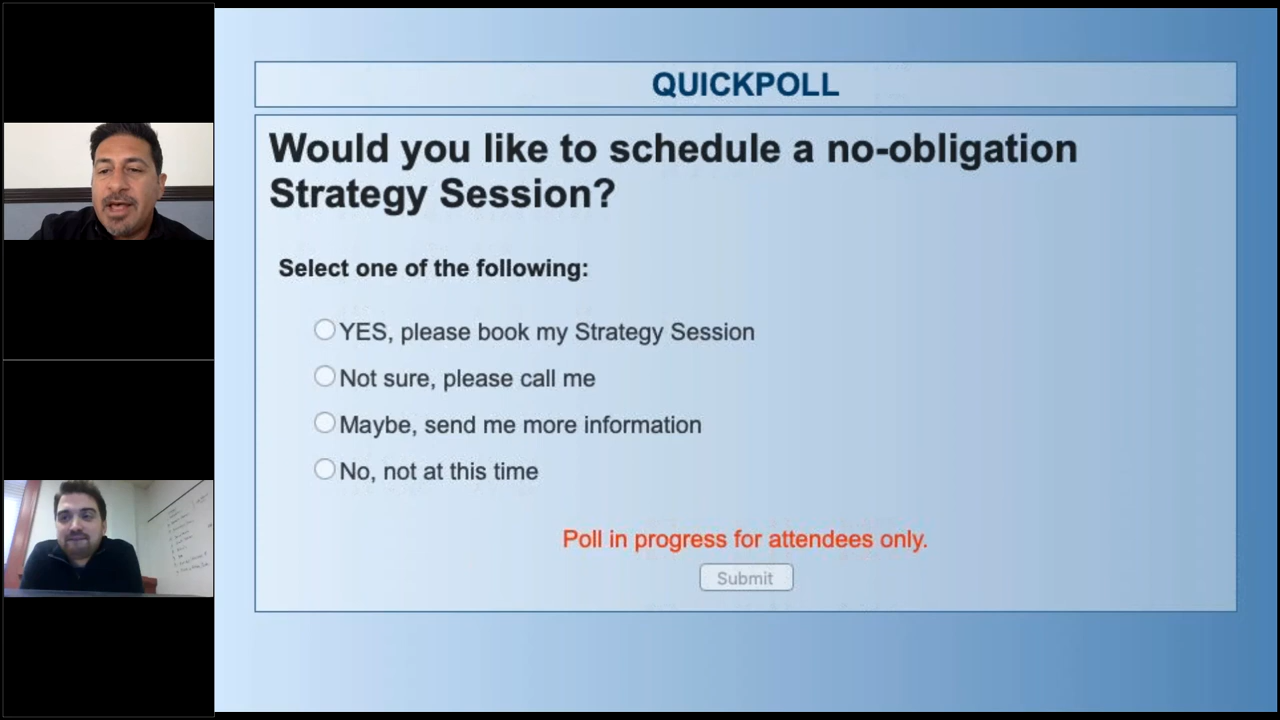 QUICKPOLL
Would you like to schedule a no-obligation
Strategy Session?
Select one of the following:
YES, please book my Strategy Session
Not sure, please call me
Maybe, send me more information
No, not at this time
Poll in progress for attendees only.
Submit